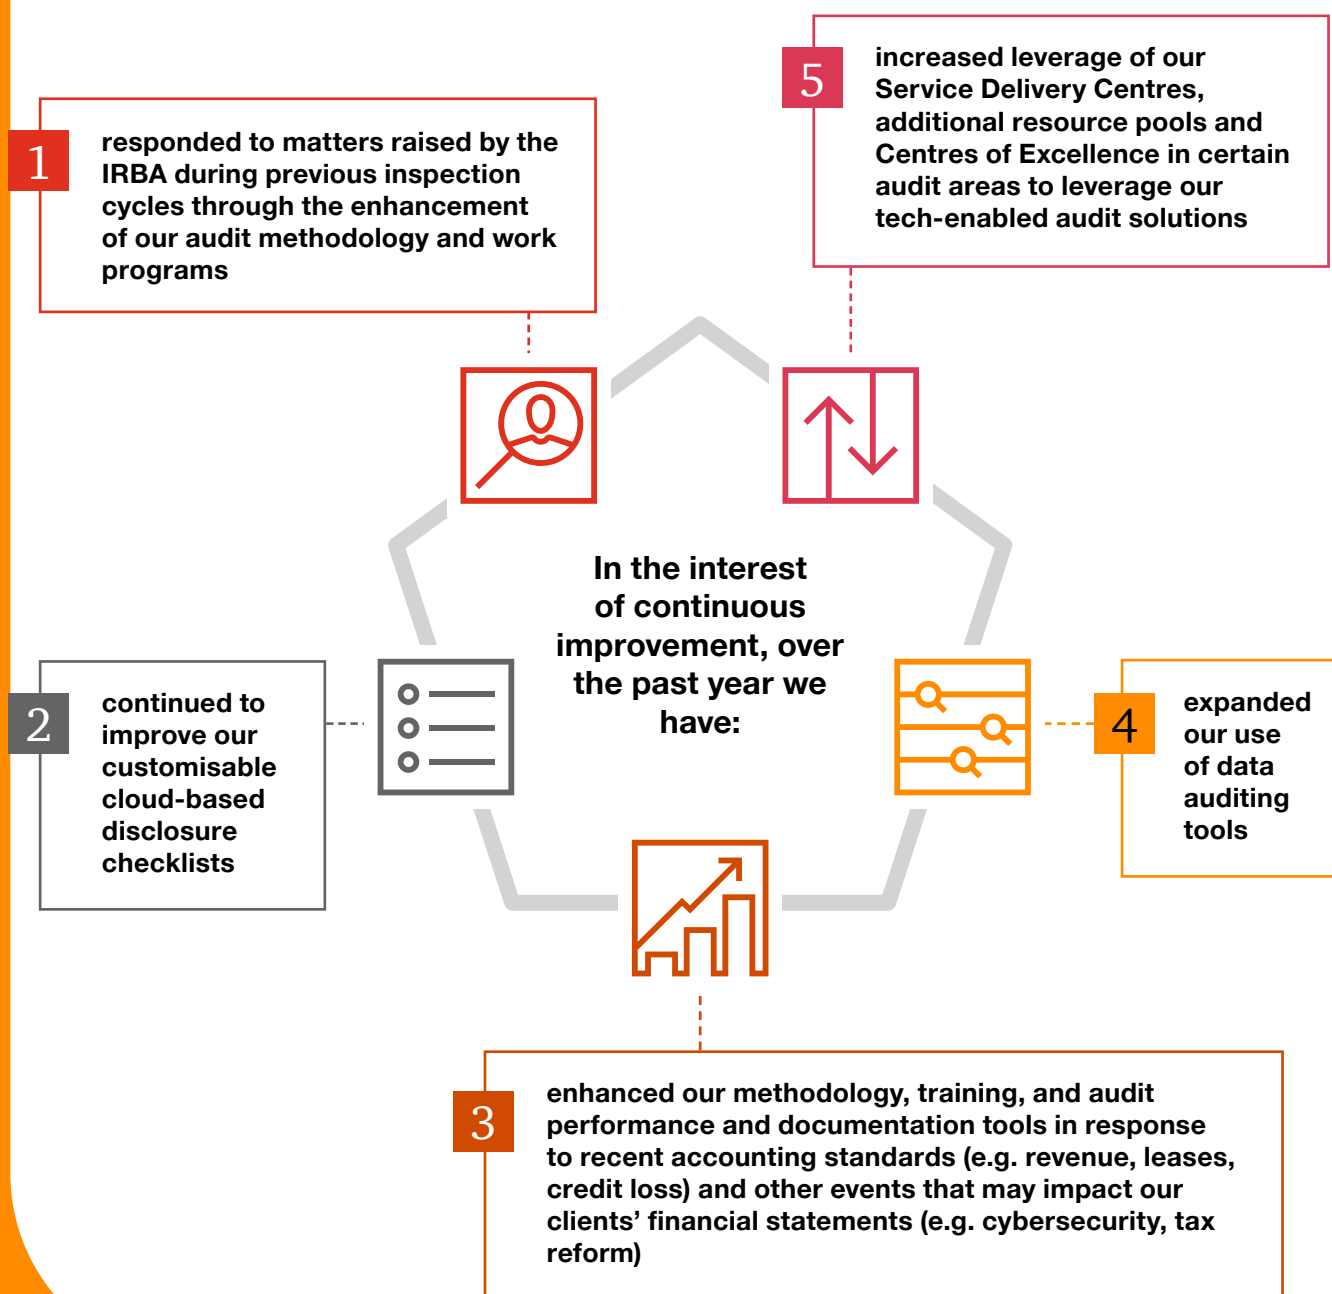 1
responded to matters raised by the
IRBA during previous inspection
cycles through the enhancement
of our audit methodology and work
programs
5
increased leverage of our
Service Delivery Centres,
additional resource pools and
Centres of Excellence in certain
audit areas to leverage our
tech-enabled audit solutions
In the interest
of continuous
improvement, over
the past year we
have:
2
continued to
improve our
customisable
cloud-based
disclosure
checklists
4
expanded
our use
of data
auditing
tools
3
enhanced our methodology, training, and audit
performance and documentation tools in response
to recent accounting standards (e.g. revenue, leases,
credit loss) and other events that may impact our
clients’ financial statements (e.g. cybersecurity, tax
reform)